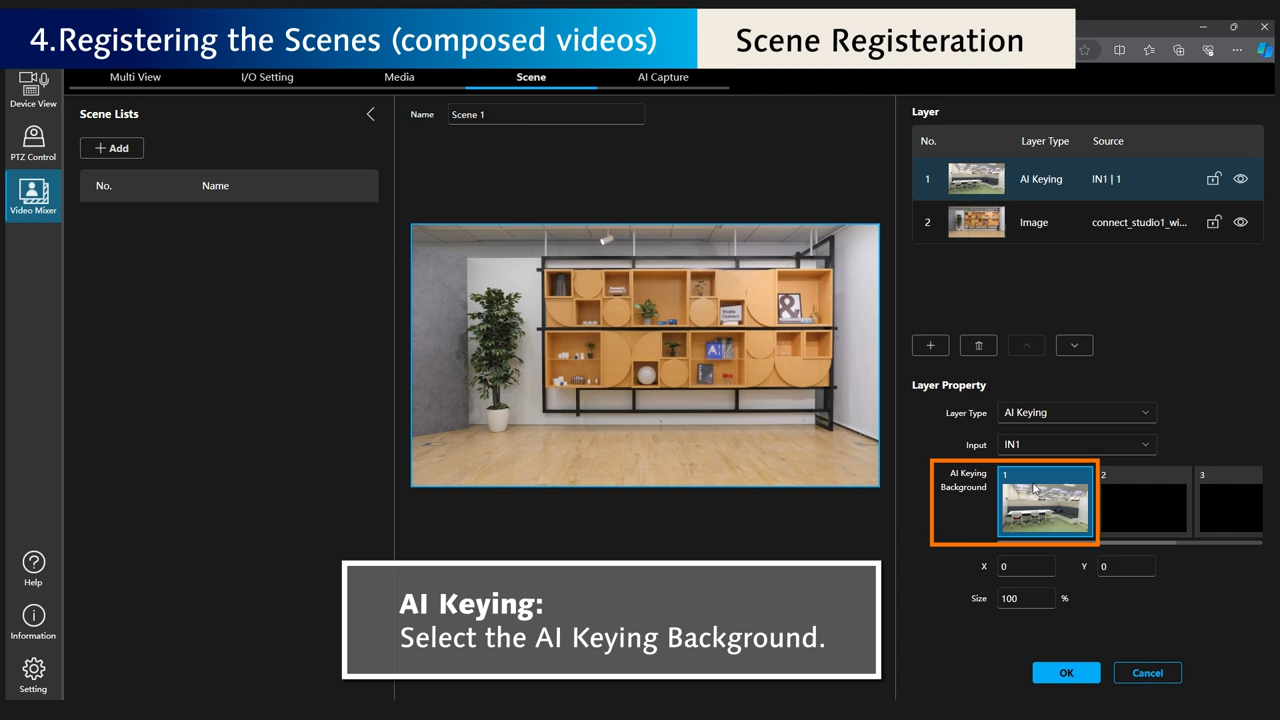 4.Registering the Scenes (composed videos)
Scene Registeration
Multi View
I/O Setting
Media
Scene
AI Capture
Device View
PTZ Control
Video Mixer
Help
Information
Setting
Scene Lists
Add
No.
Name
Name
Scene 1
Studio
Connect
&
A!
Layer
No.
Layer Type
Source
1
AI Keying
IN1 | 1
2
Image
connect_studio1_wi...
Layer Property
Layer Type
AI Keying
Input
IN1
AI Keying
Background
1
2
3
X
0
Y
0
Size
100
%
OK
Cancel
AI Keying:
Select the AI Keying Background.